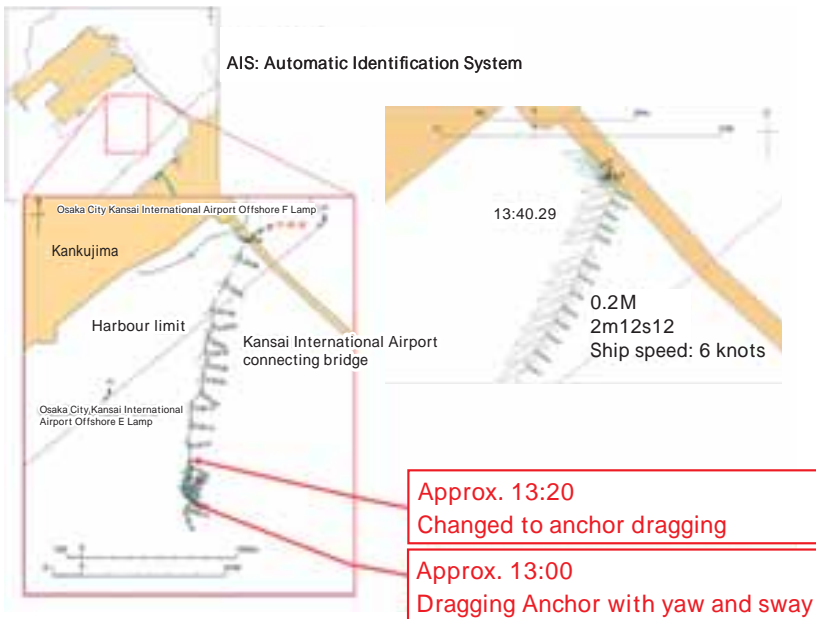 AIS: Automatic Identification System
Osaka City Kansai International Airport Offshore F Lamp
Kankujima
13:40.29
Harbour limit
Kansai International Airport
connecting bridge
0.2M
2m12s12
Ship speed: 6 knots
Osaka City,Kansai International
Airport Offshore E Lamp
Approx. 13:20
Changed to anchor dragging
Approx. 13:00
Dragging Anchor with yaw and sway